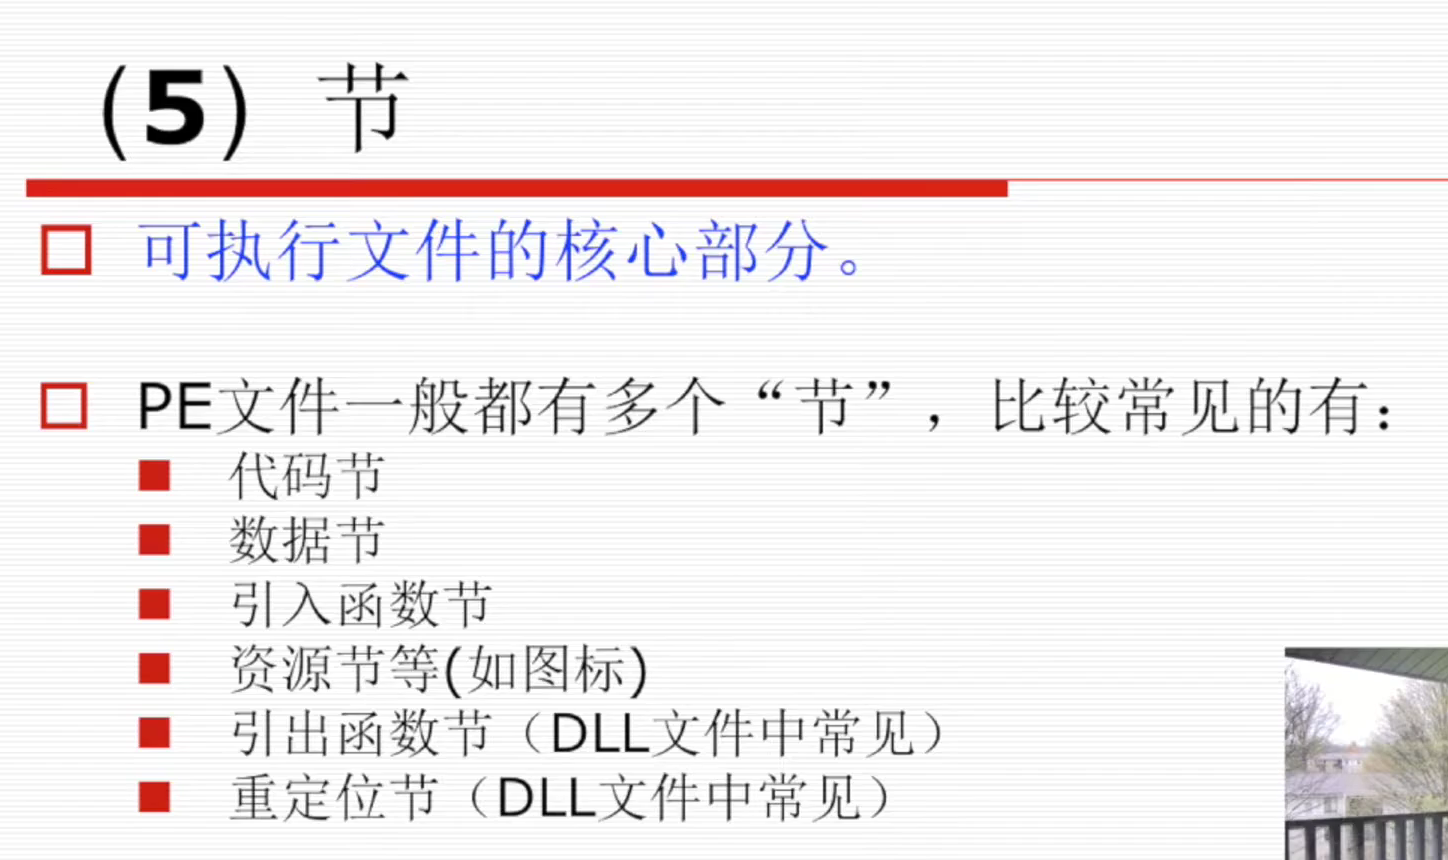 (5) 节
可执行文件的核心部分。
PE文件一般都有多个“节”，比较常见的有：
代码节
数据节
引入函数节
资源节等(如图标)
引出函数节（DLL文件中常见）
重定位节（DLL文件中常见）